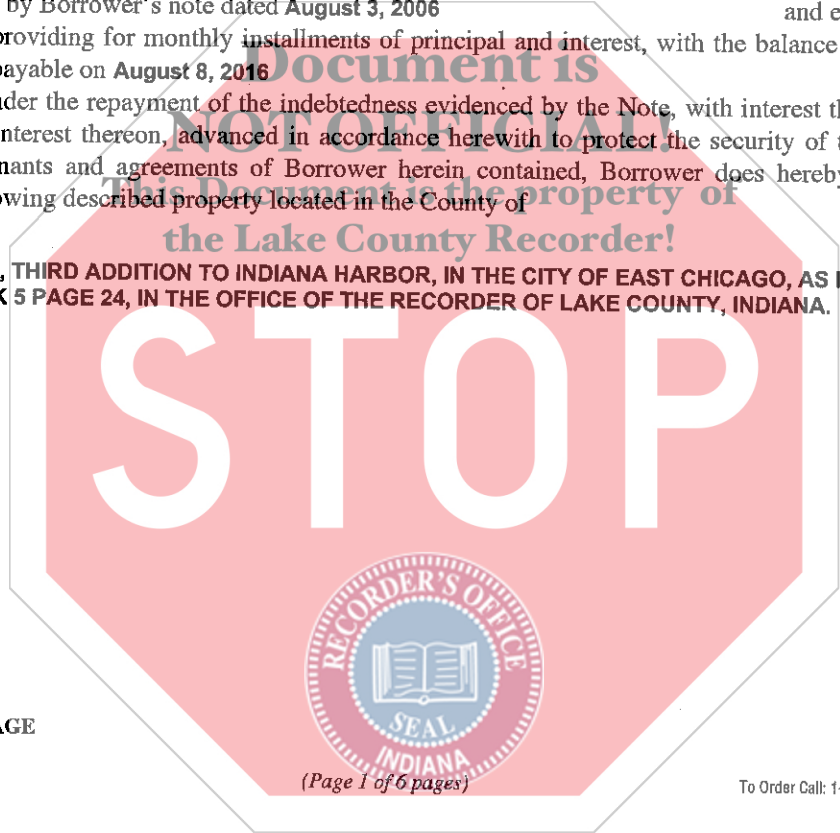 by Borrower's note dated August 3, 2006 and
providing for monthly installments of principal and interest, with the balance
payable on August 8, 2016
Document is
the repayment of the indebtedness evidenced by the Note, with interest
NOT OFFICIAL!
interest thereon, advanced in accordance herewith to protect the security of
and agreements of Borrower herein contained, Borrower does hereby
This Document is the property of
described property located in the County of
the Lake County Recorder!
, THIRD ADDITION TO INDIANA HARBOR, IN THE CITY OF EAST CHICAGO, AS
5 PAGE 24, IN THE OFFICE OF THE RECORDER OF LAKE COUNTY, INDIANA.
STOP
RECORDER'S OFFICE
SEAL
INDIANA
(Page 1 of 6 pages)
To Order Call: 1-